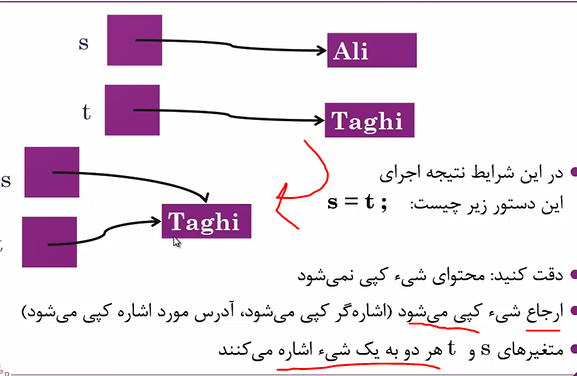 s
Ali
t
Taghi
s
Taghi
t
در این شرایط نتیجه اجرای
این دستور زیر چیست: s = t ;
دقت کنید: محتوای شیء کپی نمی‌شود
ارجاع شیء کپی می‌شود (اشاره‌گر کپی می‌شود، آدرس مورد اشاره کپی می‌شود)
متغیرهای s و t هر دو به یک شیء اشاره می‌کنند